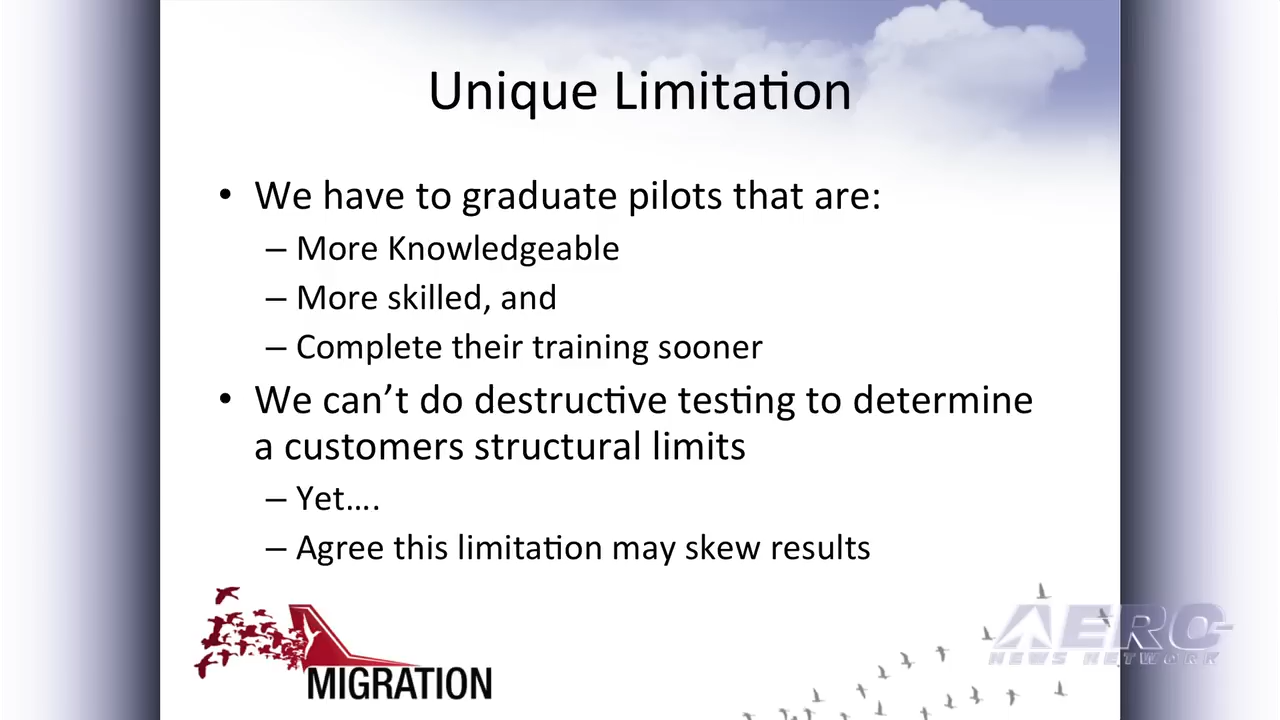 Unique Limitation
• We have to graduate pilots that are:
– More Knowledgeable
– More skilled, and
– Complete their training sooner
• We can’t do destructive testing to determine
a customers structural limits
– Yet....
– Agree this limitation may skew results
MIGRATION
AERO
NEWS NETWORK